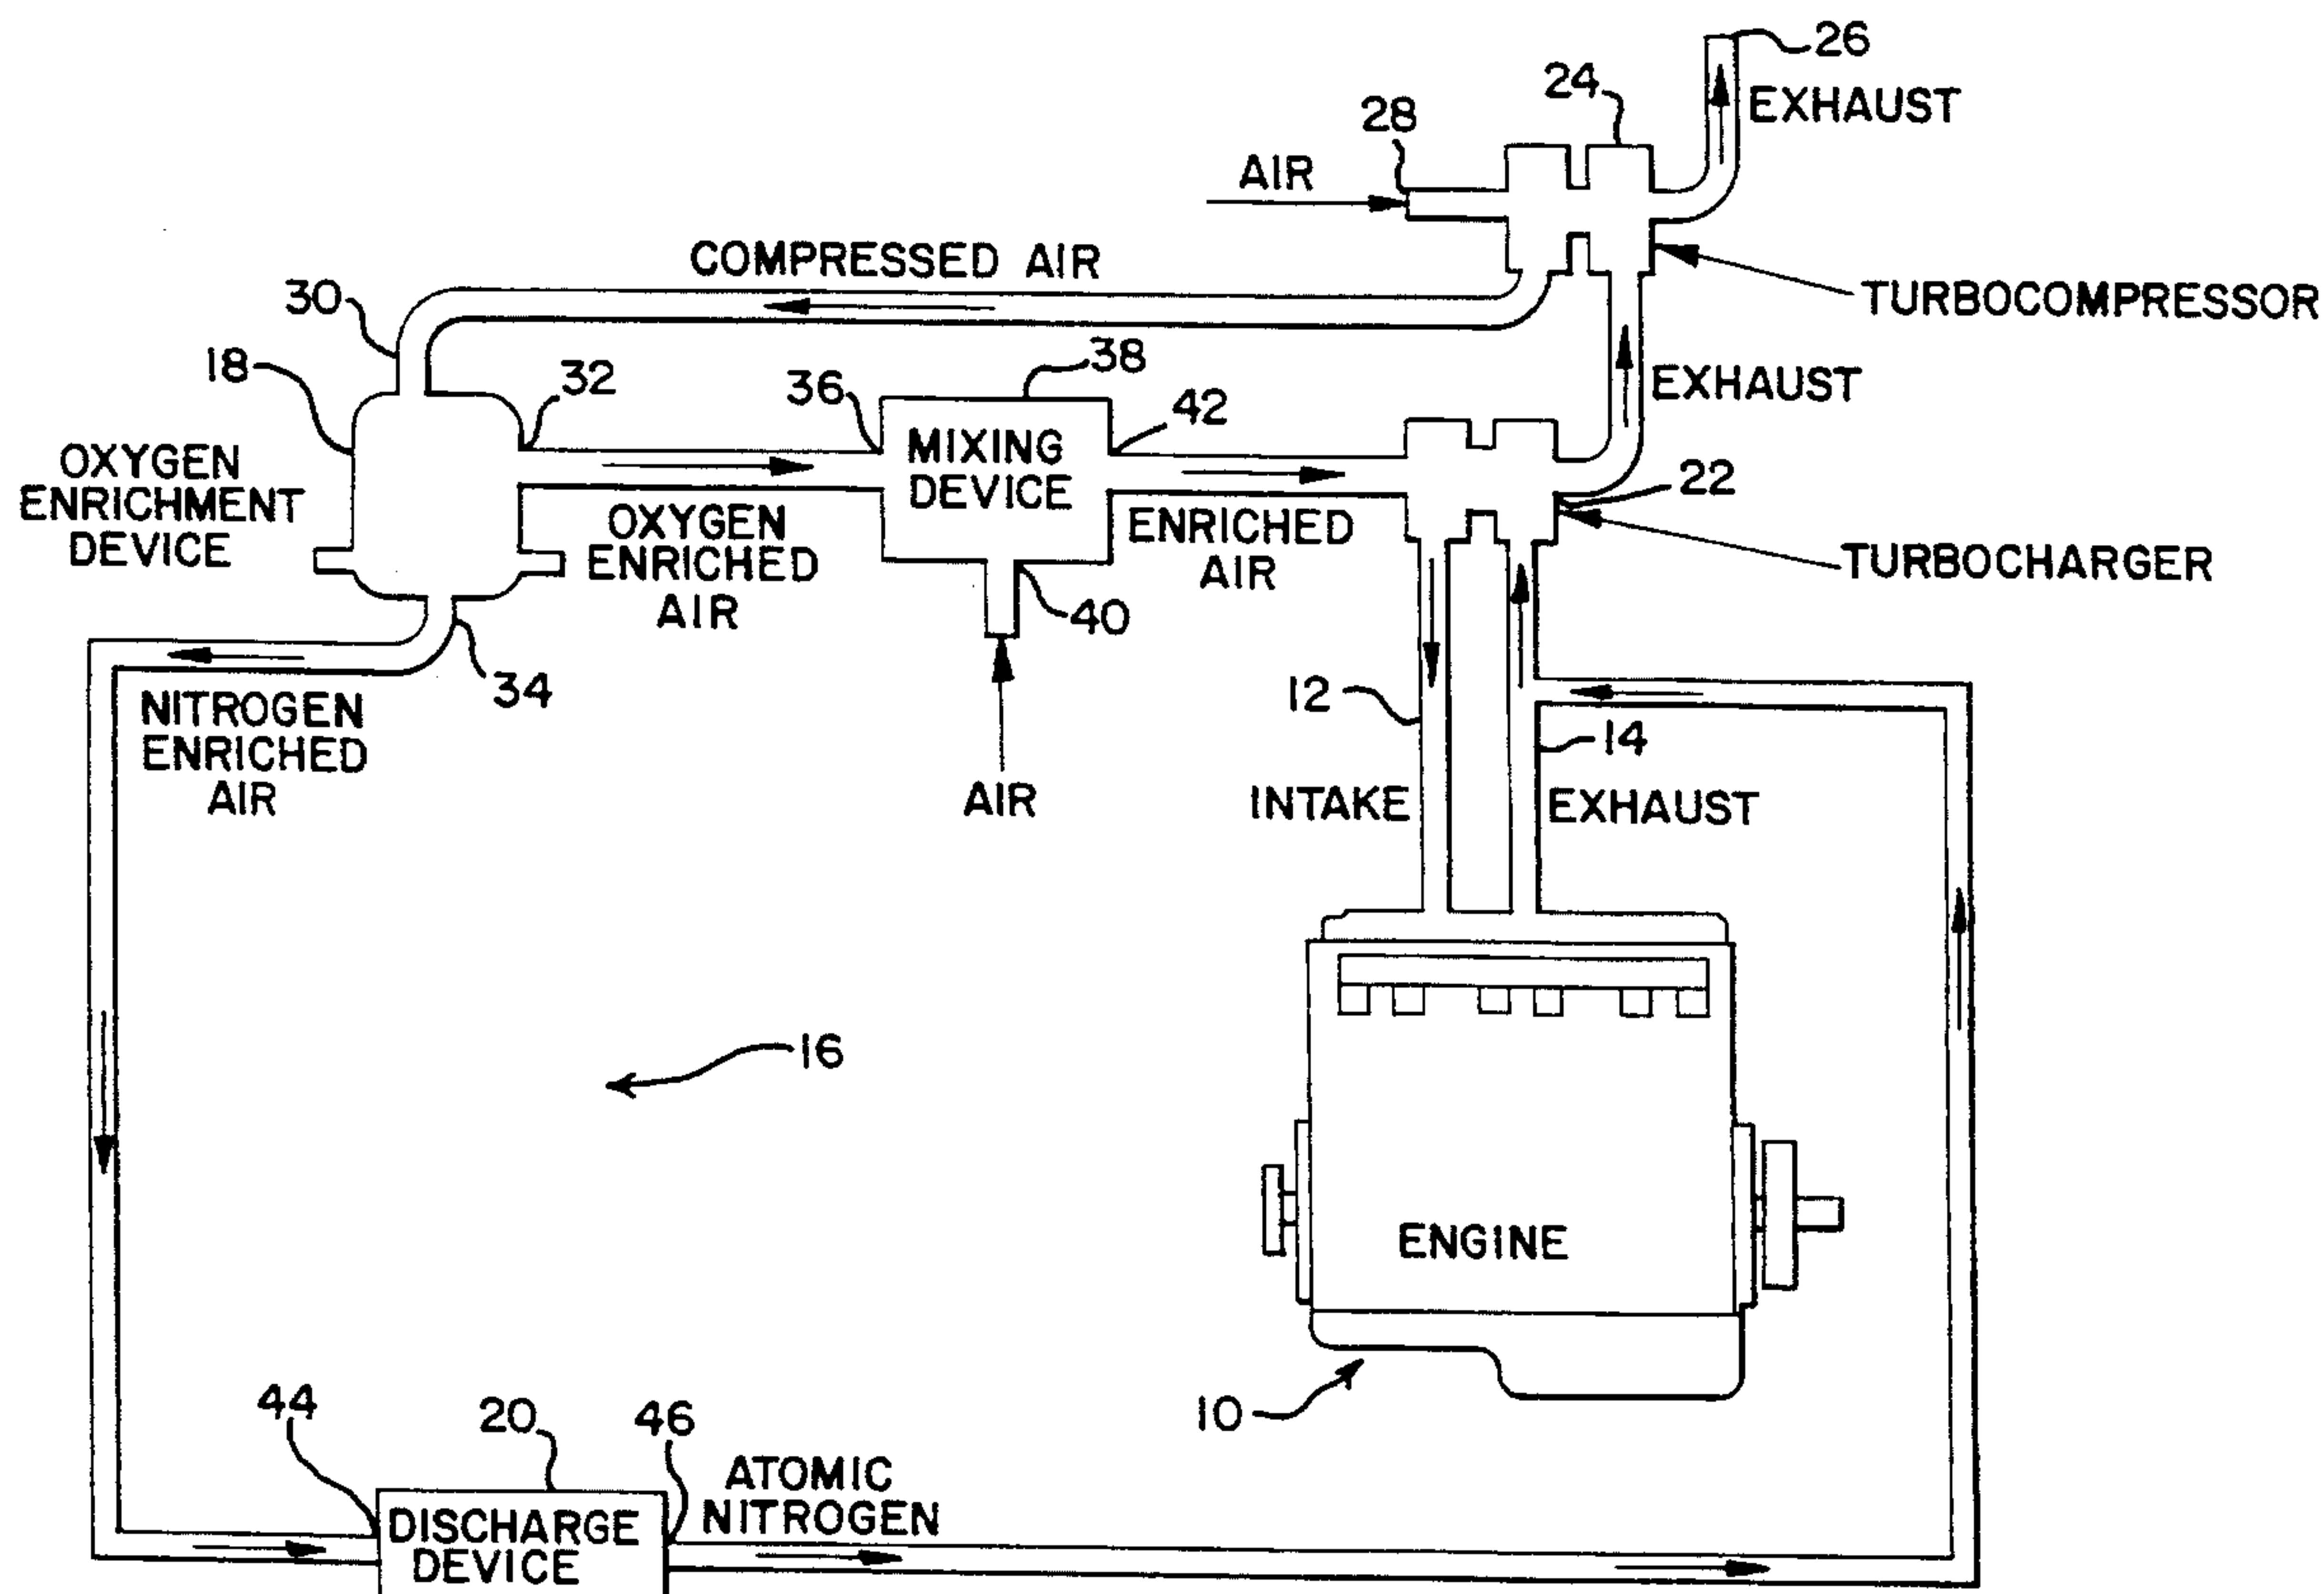 26
24
EXHAUST
28
AIR
COMPRESSED AIR
TURBOCOMPRESSOR
30
18
32
36
38
42
EXHAUST
OXYGEN
ENRICHMENT
DEVICE
MIXING
DEVICE
22
OXYGEN
ENRICHED
AIR
ENRICHED
AIR
TURBOCHARGER
40
34
NITROGEN
ENRICHED
AIR
AIR
12
14
INTAKE
EXHAUST
16
ENGINE
10
44
20
46
ATOMIC
NITROGEN
DISCHARGE
DEVICE